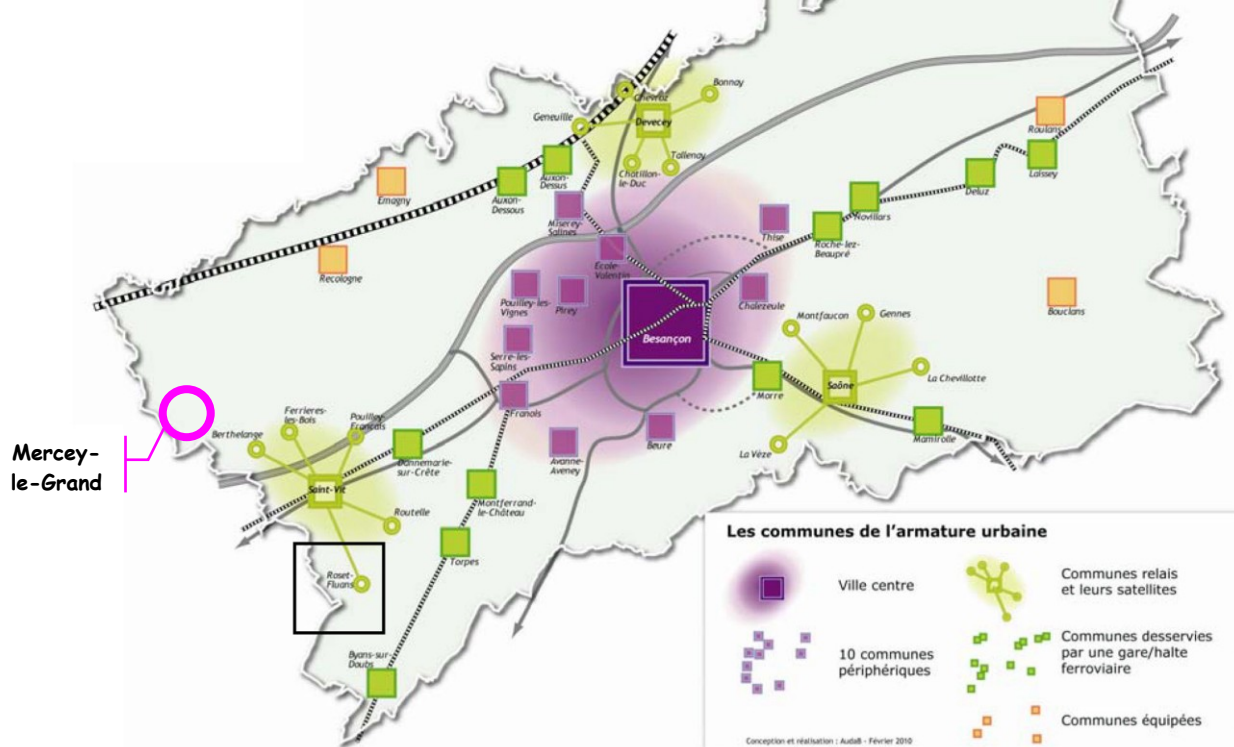 Bonnay
Chevroz
Geneuille
Devecey
Tallenay
Châtillon-
le-Duc
Roulans
Laissey
Deluz
Novillars
Roche-lez-
Beaupré
Thise
Chalezeule
Auxon-
Dessus
Auxon-
Dessous
Emagny
Recologne
Miserey-
Salines
Ecole-
Valentin
Pouilley-les-
Vignes
Pirey
Besançon
Serre-les-
Sapins
Franois
Avanne-
Aveney
Beure
Morre
Montfaucon
Gennes
La Chevillotte
Saône
Mamirolle
La Vèze
Bouclans
Mercey-
le-Grand
Berthelange
Ferrieres-
les-Bois
Pouilley-
Français
Saint-Vit
Dannemarie-
sur-Crête
Routelle
Montferrand-
le-Château
Torpes
Roset-
Fluans
Byans-sur-
Doubs
Les communes de l'armature urbaine
Ville centre
Communes relais
et leurs satellites
10 communes
périphériques
Communes desservies
par une gare/halte
ferroviaire
Communes équipées
Conception et réalisation : AudaB - Février 2010